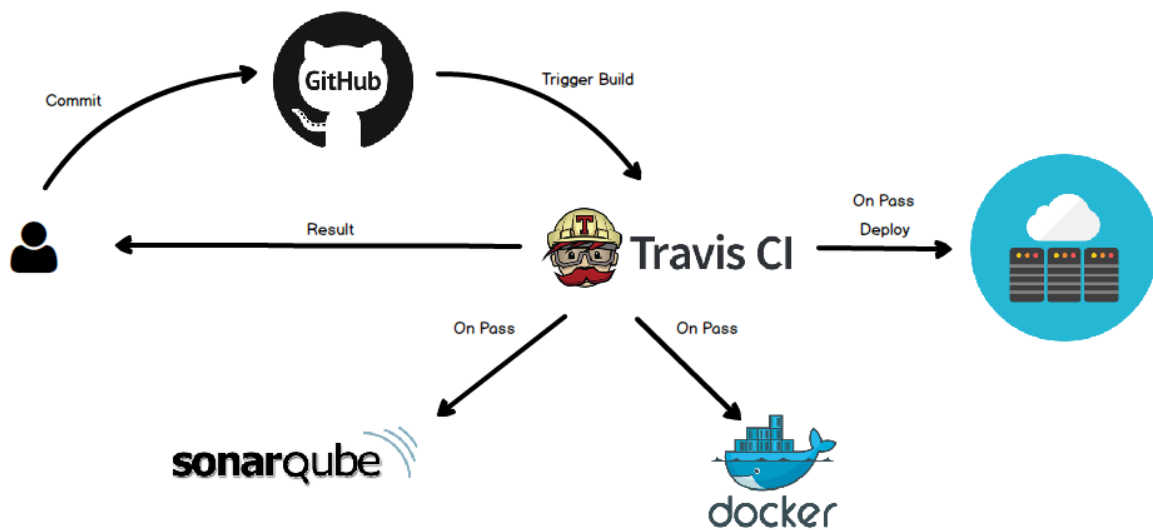 GitHub
Commit
Trigger Build
On Pass
Deploy
Result
T
Travis CI
On Pass
On Pass
sonarqube
docker